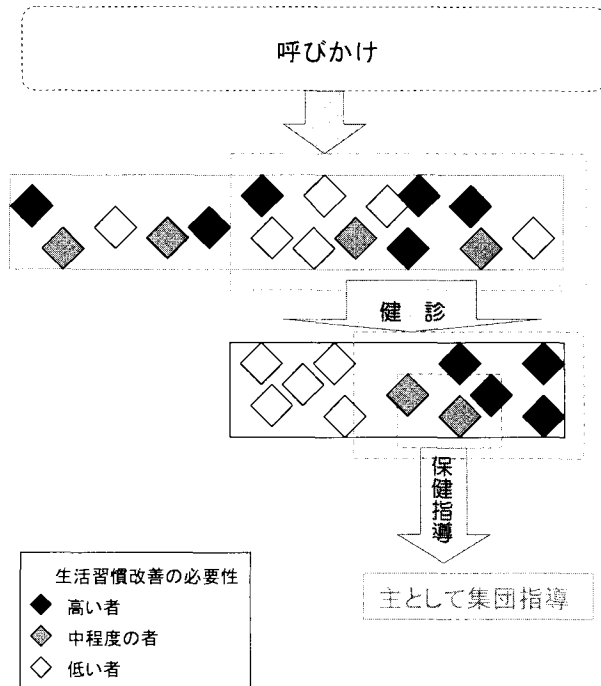 呼びかけ
健 診
保健指導
主として集団指導
生活習慣改善の必要性
高い者
中程度の者
低い者